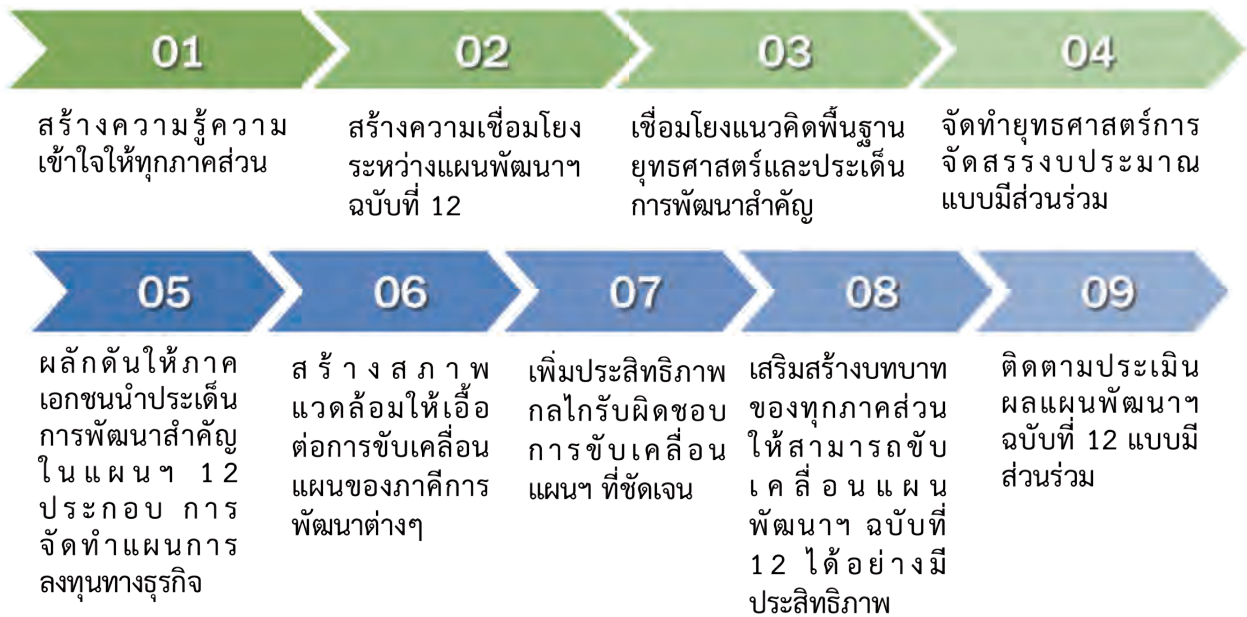 01
02
03
04
สร้างความรู้ความ
เข้าใจให้ทุกภาคส่วน
สร้างความเชื่อมโยง
ระหว่างแผนพัฒนาฯ
ฉบับที่ 12
เชื่อมโยงแนวคิดพื้นฐาน
ยุทธศาสตร์และประเด็น
การพัฒนาสำคัญ
จัดทำยุทธศาสตร์การ
จัดสรรงบประมาณ
แบบมีส่วนร่วม
05
06
07
08
09
ผลักดันให้ภาค
เอกชนนำประเด็น
การพัฒนาสำคัญ
ในแผนฯ 12
ประกอบ การ
จัดทำแผนการ
ลงทุนทางธุรกิจ
สร้างสภาพ
แวดล้อมให้เอื้อ
ต่อการขับเคลื่อน
แผนของภาคีการ
พัฒนาต่างๆ
เพิ่มประสิทธิภาพ
กลไกรับผิดชอบ
การขับเคลื่อน
แผนฯ ที่ชัดเจน
เสริมสร้างบทบาท
ของทุกภาคส่วน
ให้สามารถขับ
เคลื่อนแผน
พัฒนาฯ ฉบับที่
12 ได้อย่างมี
ประสิทธิภาพ
ติดตามประเมิน
ผลแผนพัฒนาฯ
ฉบับที่ 12 แบบมี
ส่วนร่วม